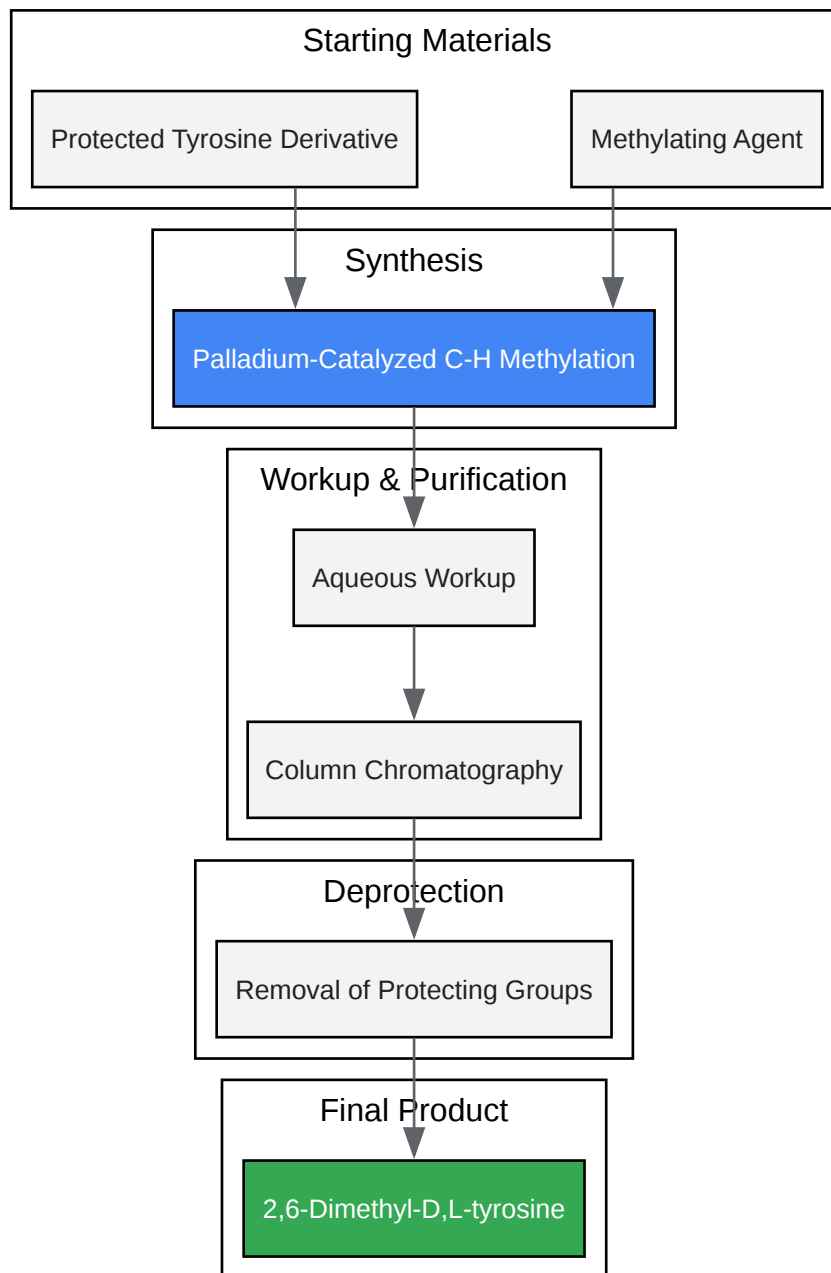 Starting Materials
Protected Tyrosine Derivative
Methylating Agent
Synthesis
Palladium-Catalyzed C-H Methylation
Workup & Purification
Aqueous Workup
Column Chromatography
Deprotection
Removal of Protecting Groups
Final Product
2,6-Dimethyl-D,L-tyrosine